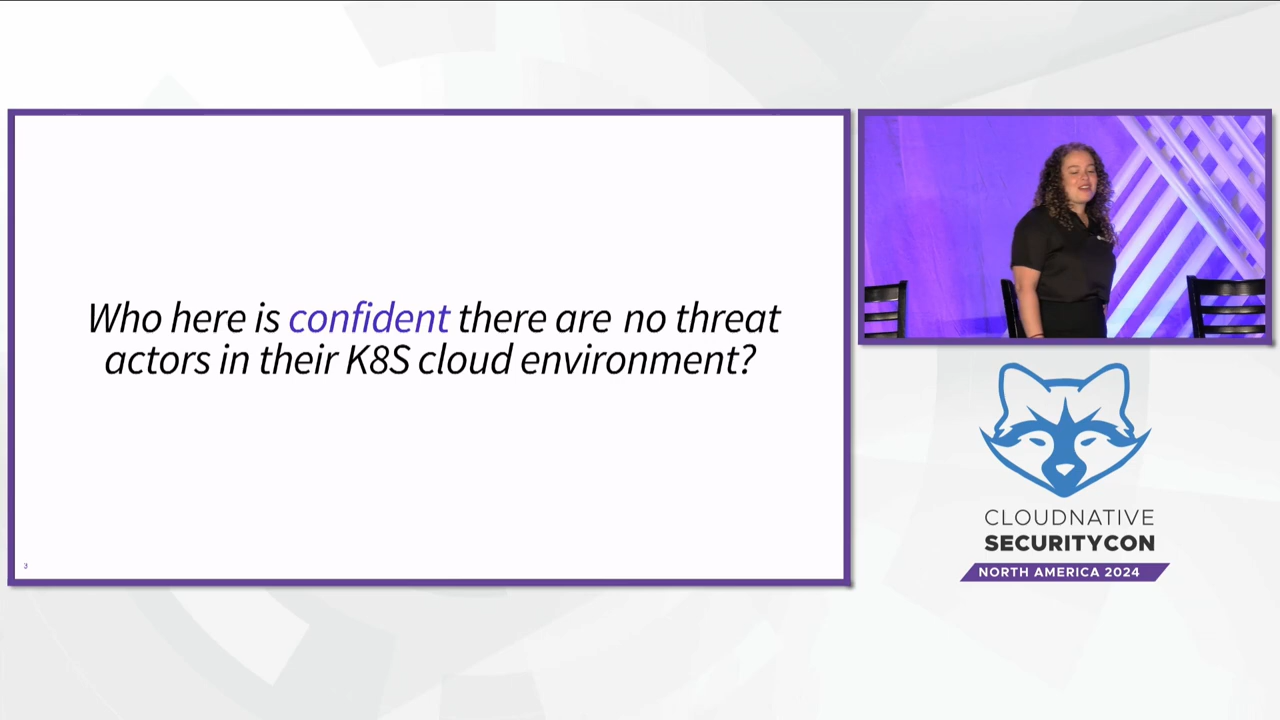 Who here is confident there are no threat
actors in their K8S cloud environment?
3
CLOUDNATIVE
SECURITYCON
NORTH AMERICA 2024